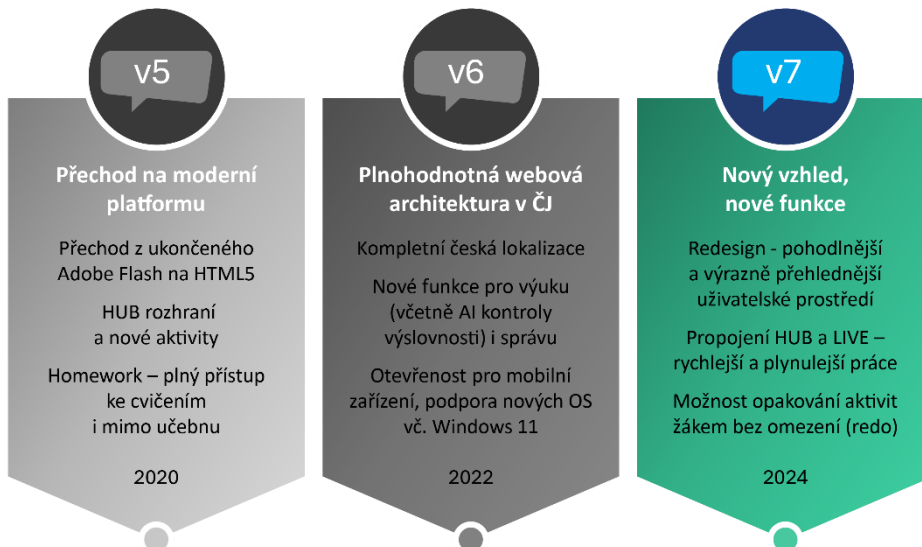 v5
Přechod na moderní
platformu
Přechod z ukončeného
Adobe Flash na HTML5
HUB rozhraní
a nové aktivity
Homework – plný přístup
ke cvičením
i mimo učebnu
2020
v6
Plnohodnotná webová
architektura v ČJ
Kompletní česká lokalizace
Nové funkce pro výuku
(včetně AI kontroly
výslovnosti) i správu
Otevřenost pro mobilní
zařízení, podpora nových OS
vč. Windows 11
2022
v7
Nový vzhled,
nové funkce
Redesign - pohodlnější
a výrazně přehlednější
uživatelské prostředí
Propojení HUB a LIVE –
rychlejší a plynulejší práce
Možnost opakování aktivit
žákem bez omezení (redo)
2024